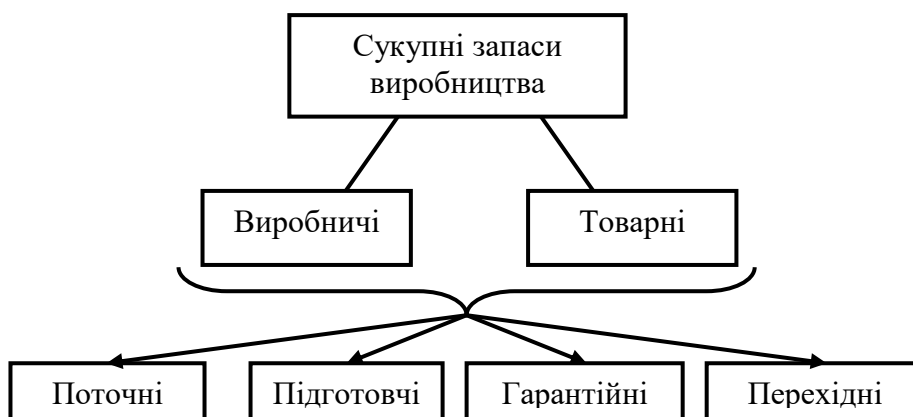 Сукупні запаси
виробництва
Виробничі
Товарні
Поточні
Підготовчі
Гарантійні
Перехідні